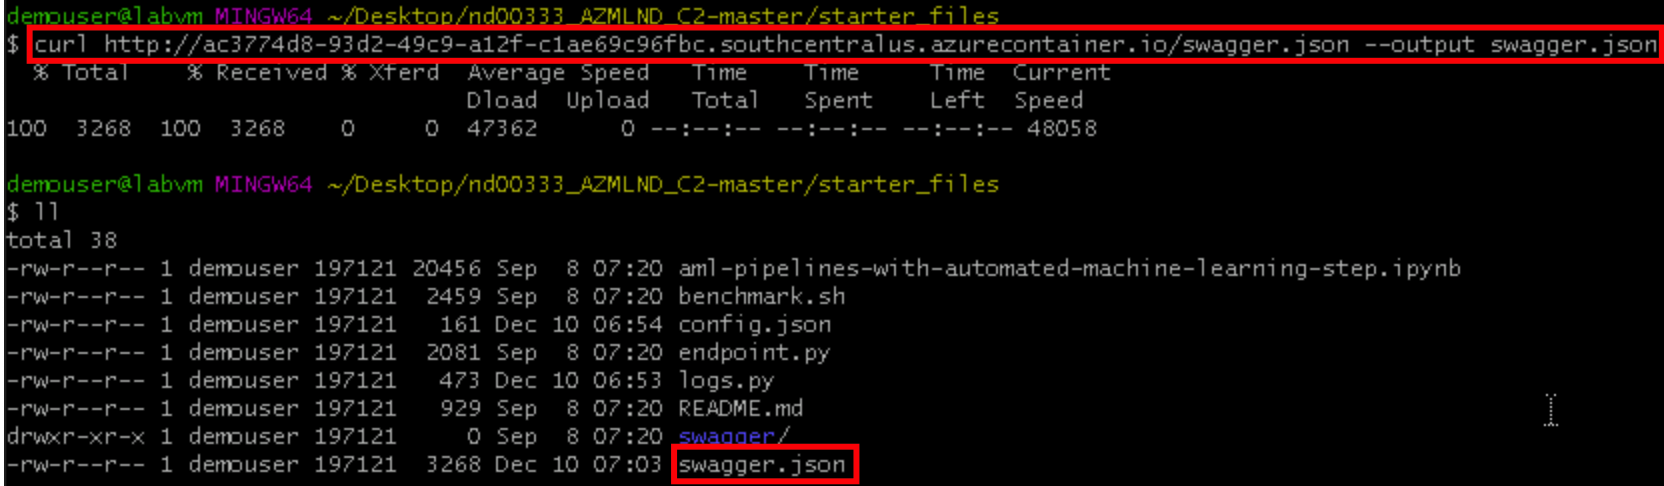 demouser@labvm MINGW64 ~/Desktop/nd00333_AZMLND_C2-master/starter_files
$ curl http://ac3774d8-93d2-49c9-a12f-c1ae69c96fbc.southcentralus.azurecontainer.io/swagger.json --output swagger.json
% Total % Received % Xferd Average Speed Time Time Time Current
Dload Upload Total Spent Left Speed
100 3268 100 3268 0 0 47362 0 --:--:-- --:--:-- --:--:-- 48058
demouser@labvm MINGW64 ~/Desktop/nd00333_AZMLND_C2-master/starter_files
$ ll
total 38
-rw-r--r-- 1 demouser 197121 20456 Sep 8 07:20 aml-pipelines-with-automated-machine-learning-step.ipynb
-rw-r--r-- 1 demouser 197121 2459 Sep 8 07:20 benchmark.sh
-rw-r--r-- 1 demouser 197121 161 Dec 10 06:54 config.json
-rw-r--r-- 1 demouser 197121 2081 Sep 8 07:20 endpoint.py
-rw-r--r-- 1 demouser 197121 473 Dec 10 06:53 logs.py
-rw-r--r-- 1 demouser 197121 929 Sep 8 07:20 README.md
drwxr-xr-x 1 demouser 197121 0 Sep 8 07:20 swagger/
-rw-r--r-- 1 demouser 197121 3268 Dec 10 07:03 swagger.json